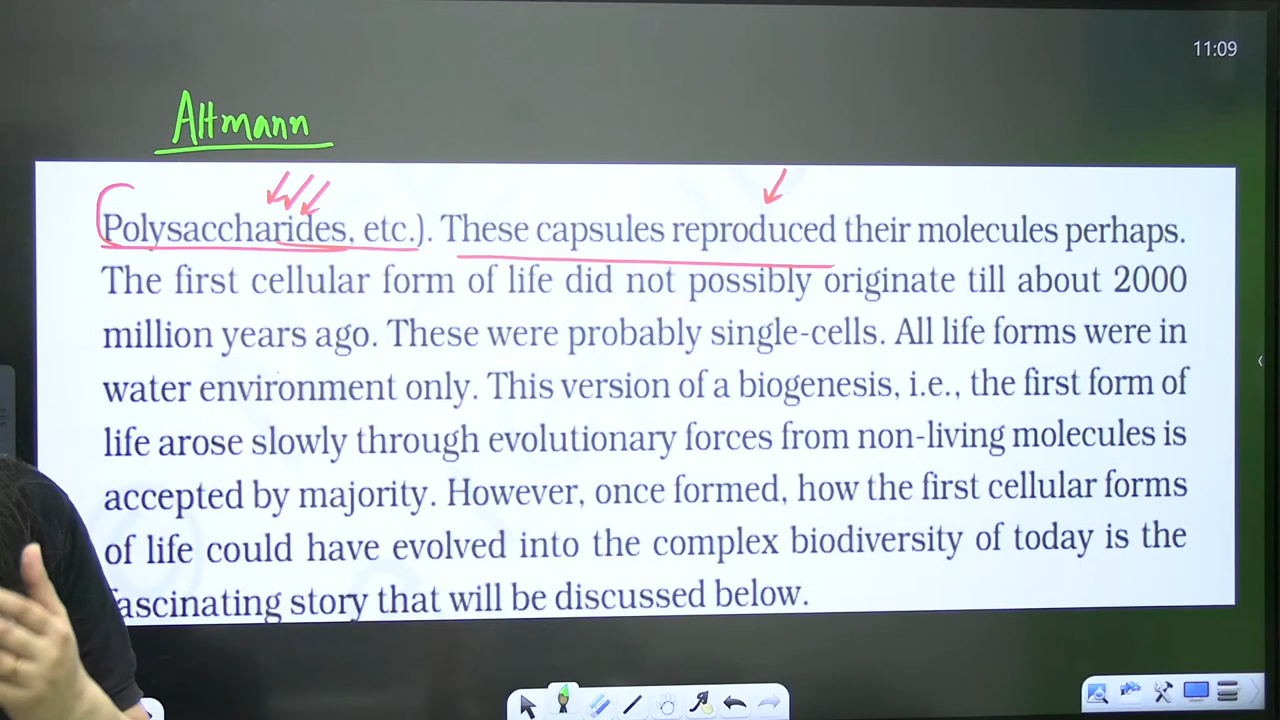 11:09
Altmann
Polysaccharides, etc.). These capsules reproduced their molecules perhaps.
The first cellular form of life did not possibly originate till about 2000
million years ago. These were probably single-cells. All life forms were in
water environment only. This version of a biogenesis, i.e., the first form of
life arose slowly through evolutionary forces from non-living molecules is
accepted by majority. However, once formed, how the first cellular forms
of life could have evolved into the complex biodiversity of today is the
fascinating story that will be discussed below.